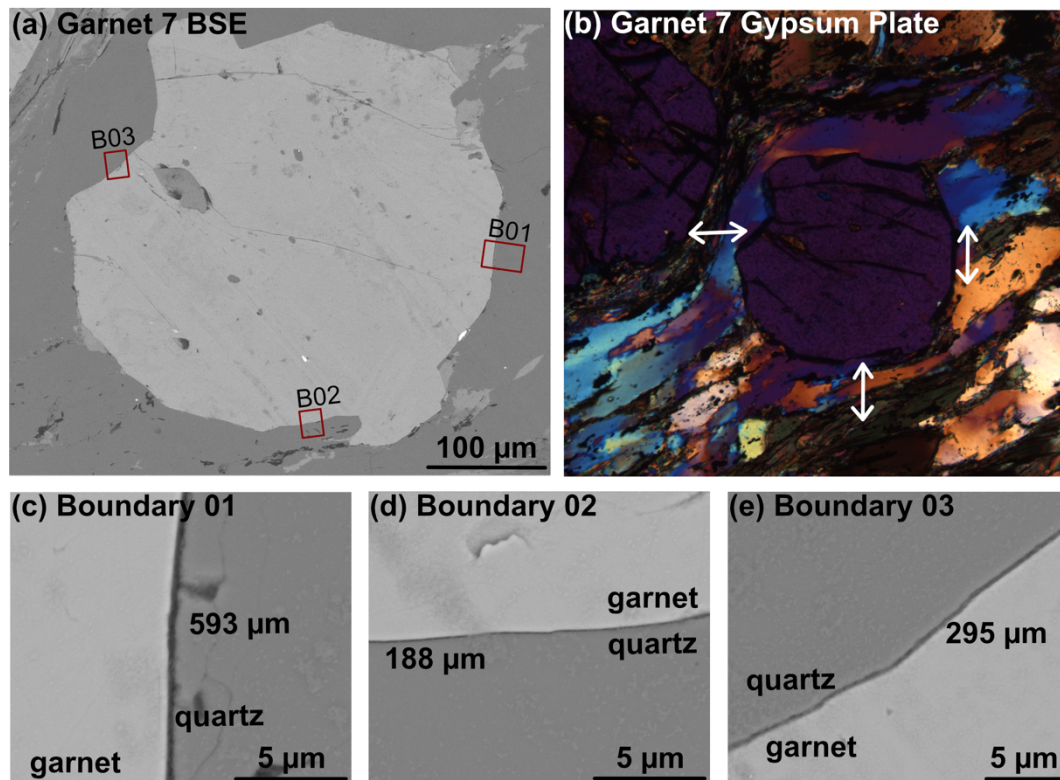 (a) Garnet 7 BSE
B03
B01
B02
100 µm
(b) Garnet 7 Gypsum Plate
(c) Boundary 01
593 µm
quartz
garnet
5 µm
(d) Boundary 02
garnet
188 µm
quartz
5 µm
(e) Boundary 03
295 µm
quartz
garnet
5 µm